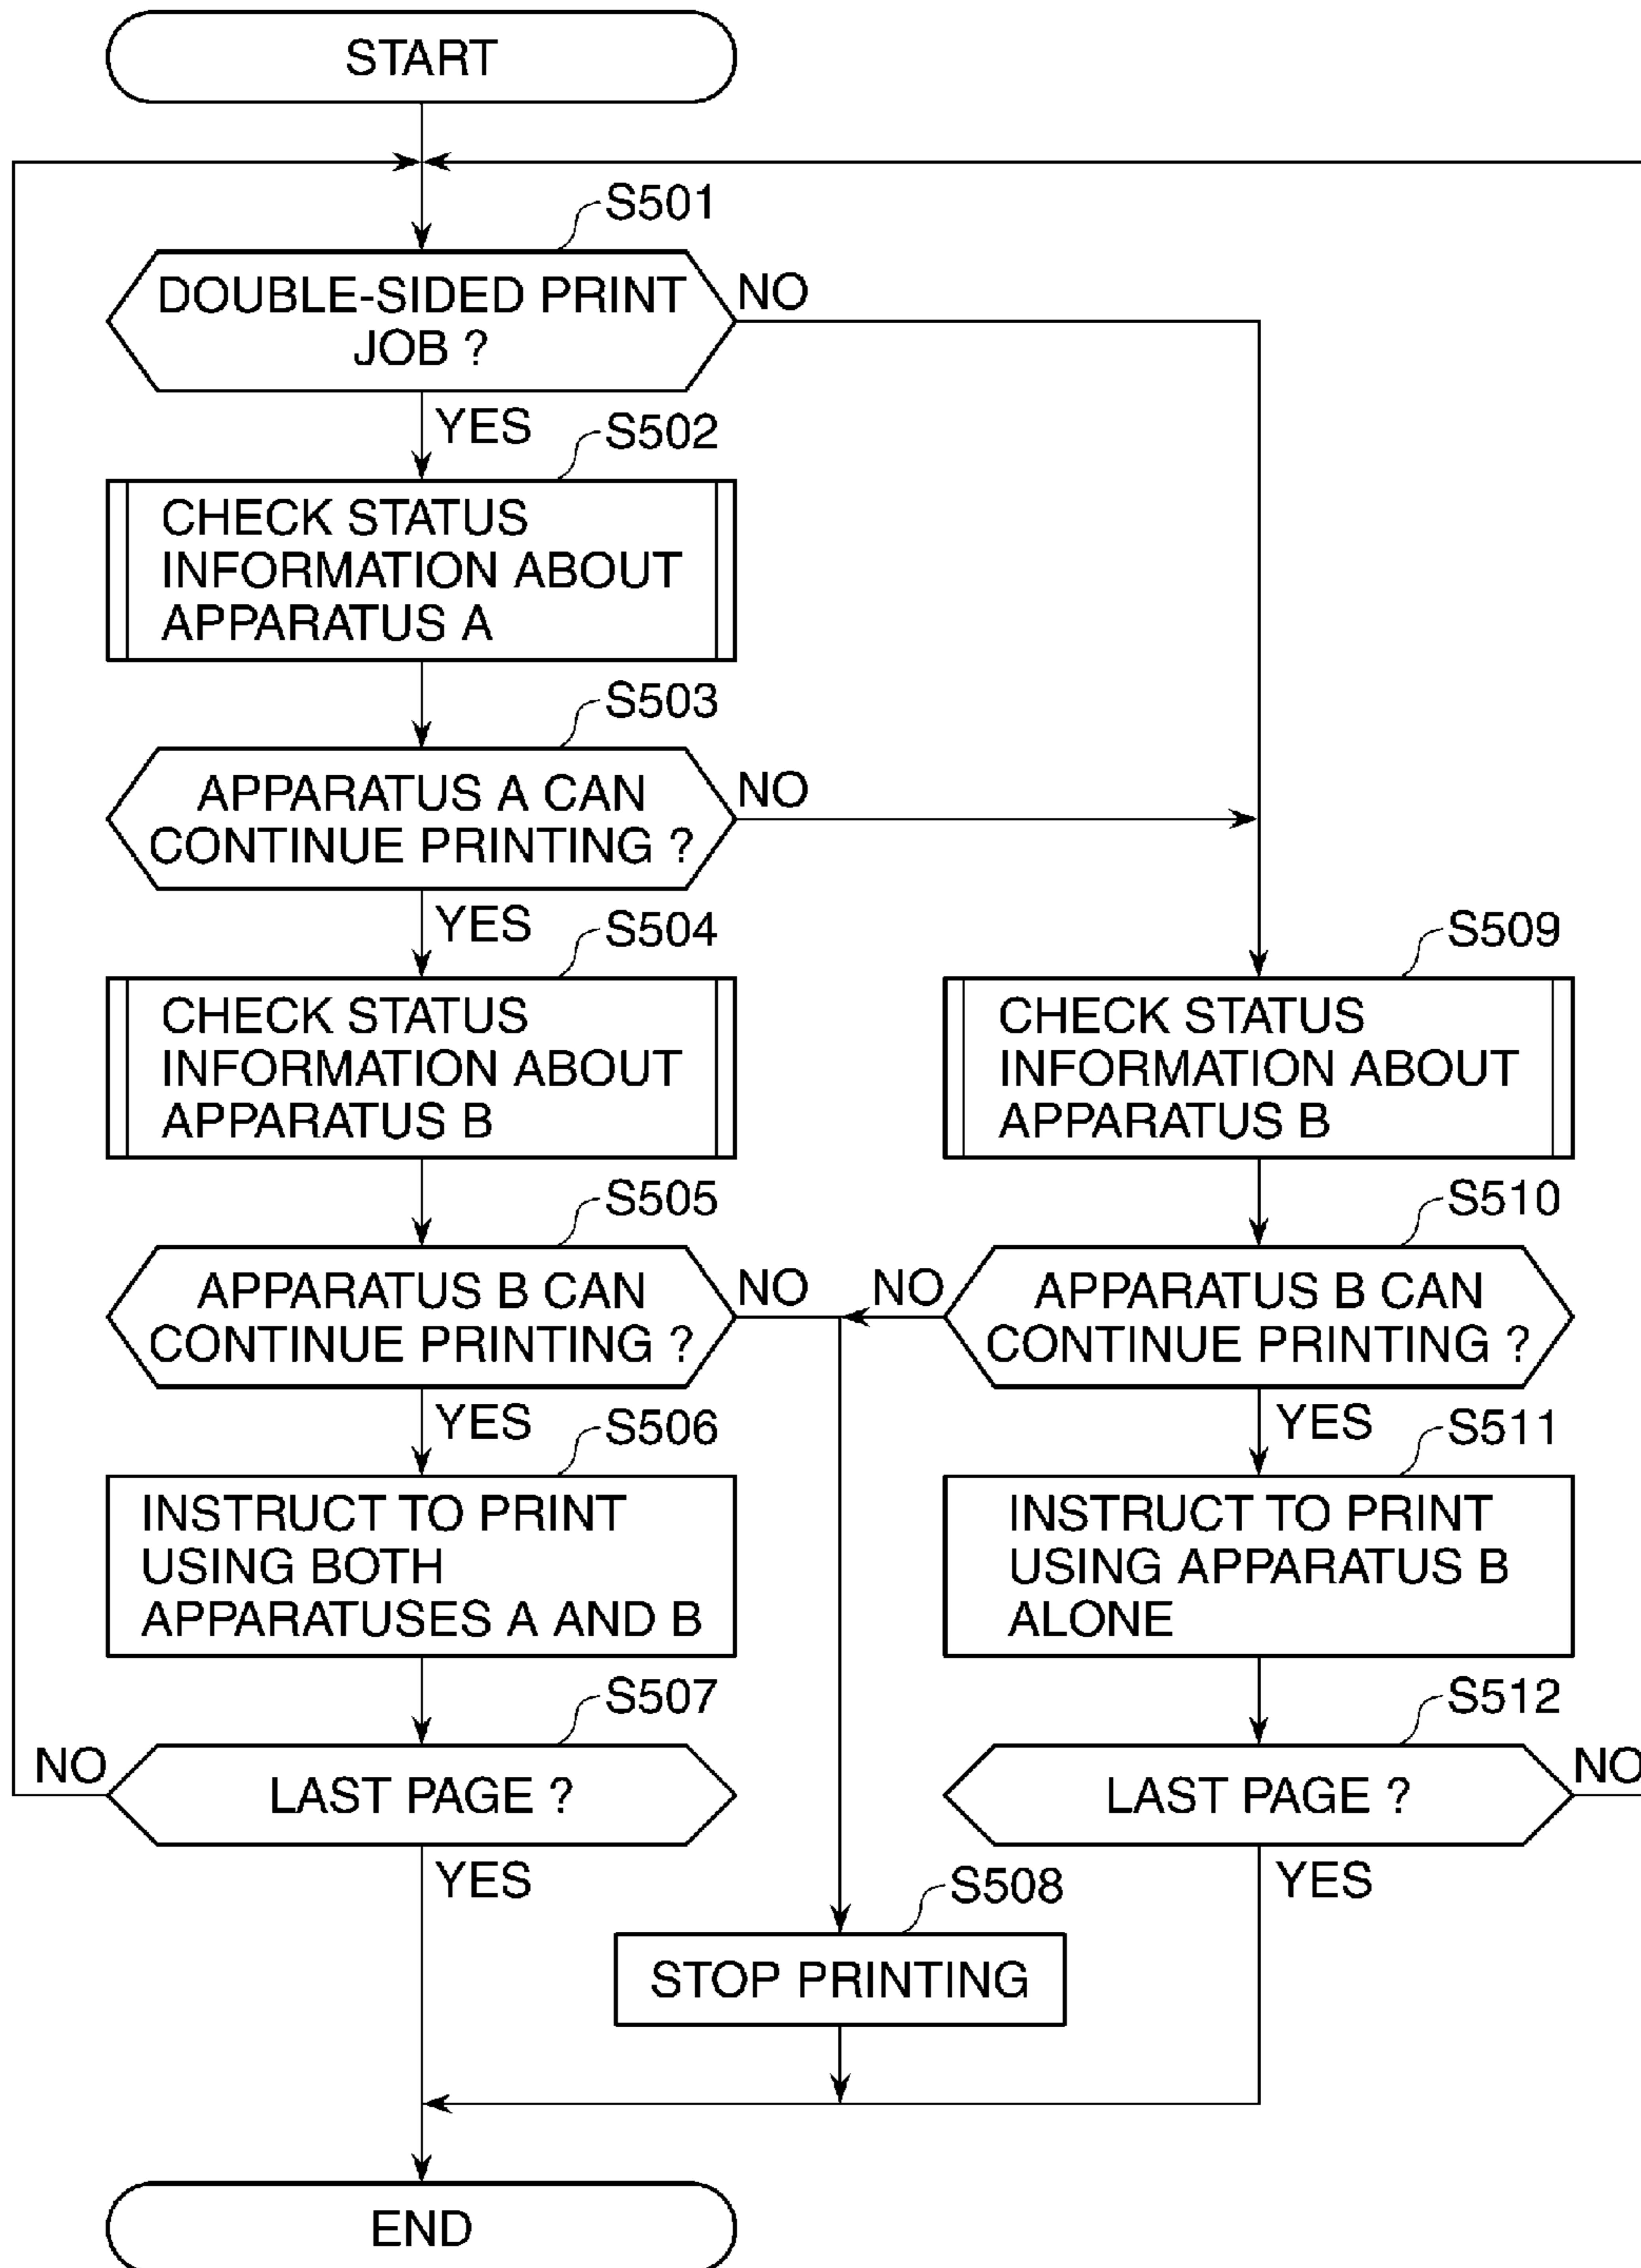 START
S501
DOUBLE-SIDED PRINT
JOB ?
NO
YES
S502
CHECK STATUS
INFORMATION ABOUT
APPARATUS A
S503
APPARATUS A CAN
CONTINUE PRINTING ?
NO
YES
S504
CHECK STATUS
INFORMATION ABOUT
APPARATUS B
S509
CHECK STATUS
INFORMATION ABOUT
APPARATUS B
S505
APPARATUS B CAN
CONTINUE PRINTING ?
NO
YES
S510
APPARATUS B CAN
CONTINUE PRINTING ?
NO
YES
S506
INSTRUCT TO PRINT
USING BOTH
APPARATUSES A AND B
S511
INSTRUCT TO PRINT
USING APPARATUS B
ALONE
S507
LAST PAGE ?
NO
YES
S512
LAST PAGE ?
NO
YES
S508
STOP PRINTING
END